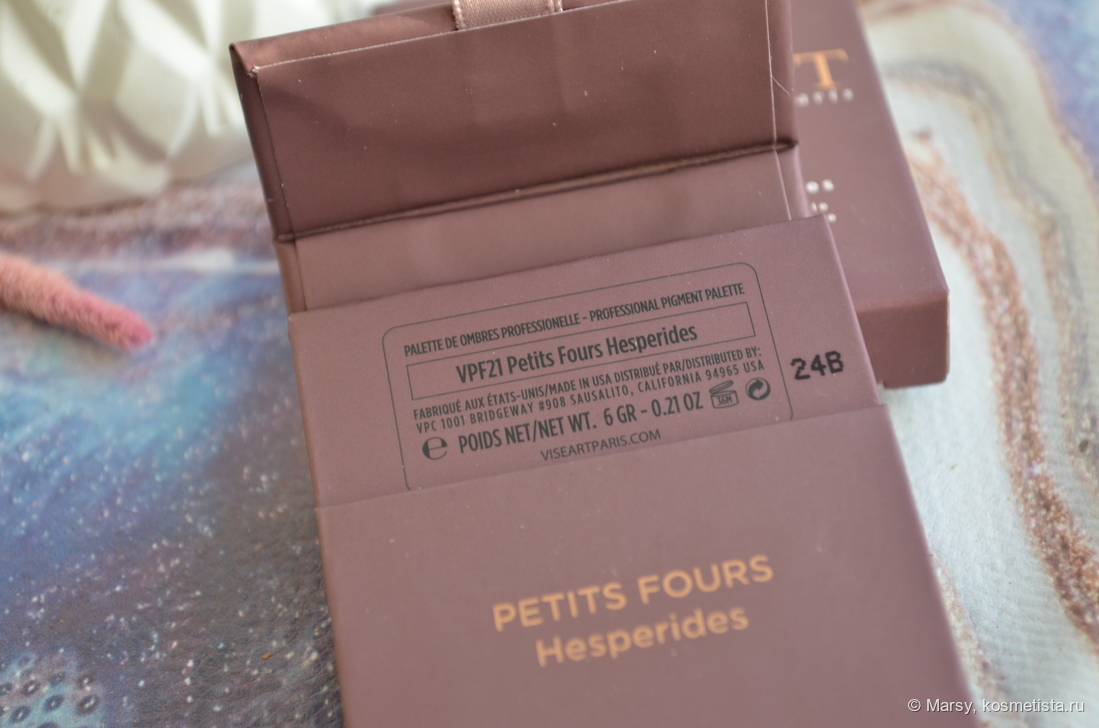 T
PALETTE DE OMBRES PROFESSIONELLE - PROFESSIONAL PIGMENT PALETTE
VPF21 Petits Fours Hesperides
FABRIQUÉ AUX ÉTATS-UNIS/MADE IN USA DISTRIBUÉ PAR/DISTRIBUTED BY:
VPC 1001 BRIDGEWAY #908 SAUSALITO, CALIFORNIA 94965 USA
24B
e POIDS NET/NET WT. 6 GR - 0.21 OZ 36M
VISEARTPARIS.COM
PETITS FOURS
Hesperides
© Marsy, kosmetista.ru